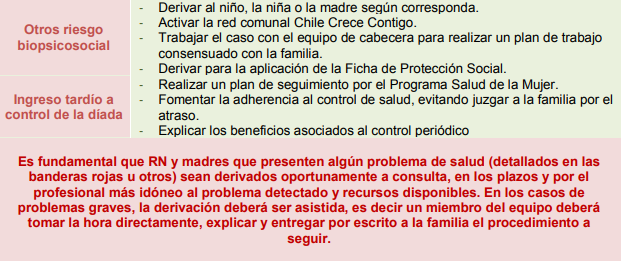 Otros riesgo
biopsicosocial
- Derivar al niño, la niña o la madre según corresponda.
- Activar la red comunal Chile Crece Contigo.
- Trabajar el caso con el equipo de cabecera para realizar un plan de trabajo
consensuado con la familia.
- Derivar para la aplicación de la Ficha de Protección Social.
Ingreso tardío a
control de la díada
- Realizar un plan de seguimiento por el Programa Salud de la Mujer.
- Fomentar la adherencia al control de salud, evitando juzgar a la familia por el
atraso.
- Explicar los beneficios asociados al control periódico
Es fundamental que RN y madres que presenten algún problema de salud (detallados en las
banderas rojas u otros) sean derivados oportunamente a consulta, en los plazos y por el
profesional más idóneo al problema detectado y recursos disponibles. En los casos de
problemas graves, la derivación deberá ser asistida, es decir un miembro del equipo deberá
tomar la hora directamente, explicar y entregar por escrito a la familia el procedimiento a
seguir.